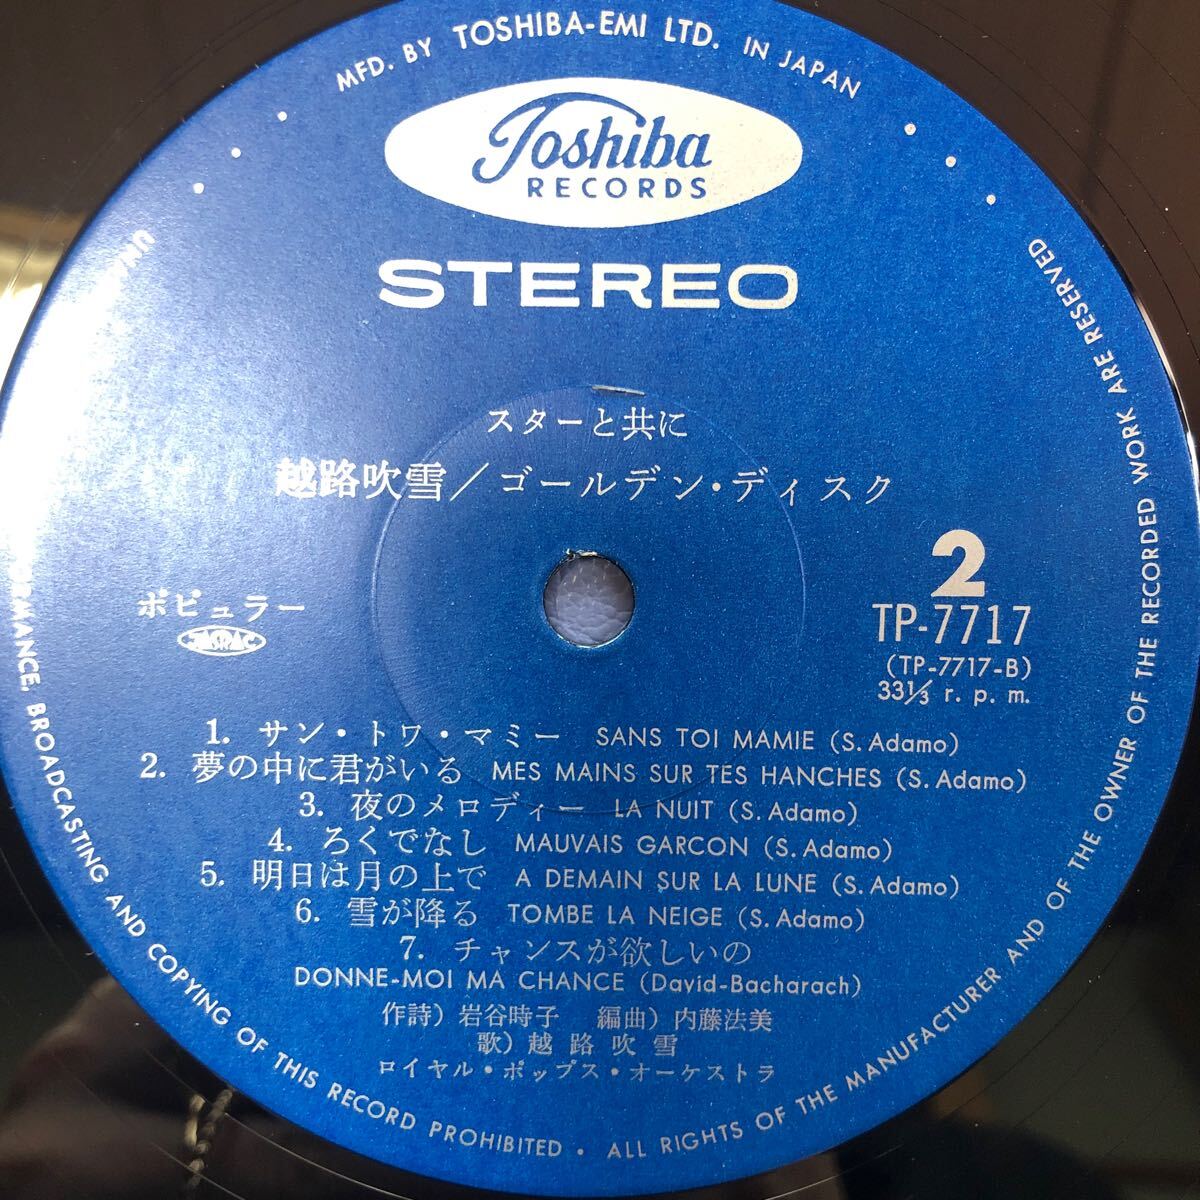 MFD. BY TOSHIBA-EMI LTD. IN JAPAN
Toshiba
RECORDS
STEREO
スターと共に
越路吹雪/ゴールデン・ディスク
2
ポピュラー
JASRAC
TP-7717
(TP-7717-B)
33⅓ r. p. m.
1. サン・トワ・マミー SANS TOI MAMIE (S. Adamo)
2. 夢の中に君がいる MES MAINS SUR TES HANCHES (S. Adamo)
3. 夜のメロディー LA NUIT (S. Adamo)
4. ろくでなし MAUVAIS GARCON (S. Adamo)
5. 明日は月の上で A DEMAIN SUR LA LUNE (S. Adamo)
6. 雪が降る TOMBE LA NEIGE (S. Adamo)
7. チャンスが欲しいの
DONNE-MOI MA CHANCE (David-Bacharach)
作詩) 岩谷時子 編曲) 内藤法美
歌) 越路吹雪
ロイヤル・ポップス・オーケストラ
BROADCASTING AND COPYING OF THIS RECORD PROHIBITED • ALL RIGHTS OF THE MANUFACTURER AND OF THE OWNER OF THE RECORDED WORK ARE RESERVED